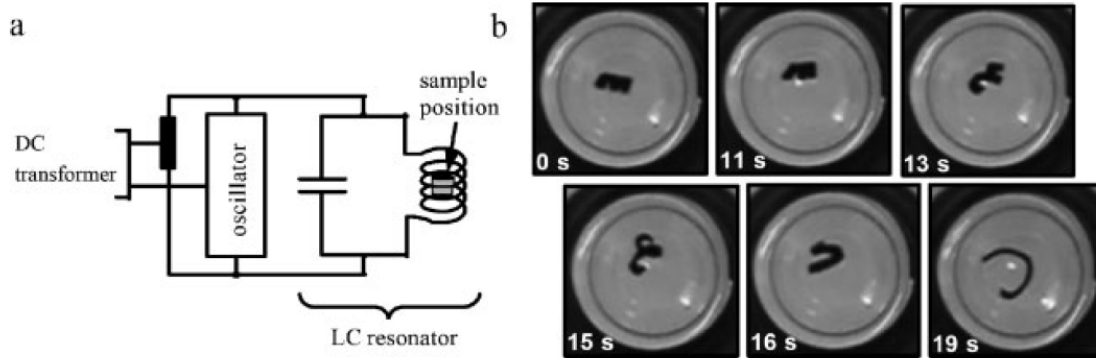 a
DC
transformer
oscillator
sample
position
LC resonator
b
0 s
11 s
13 s
15 s
16 s
19 s